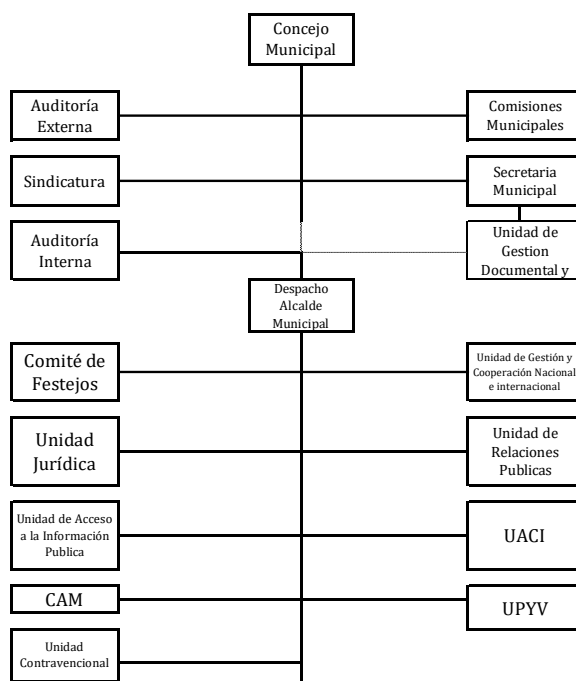 Concejo
Municipal
Auditoría
Externa
Comisiones
Municipales
Sindicatura
Secretaria
Municipal
Auditoría
Interna
Unidad de
Gestion
Documental y
Despacho
Alcalde
Municipal
Comité de
Festejos
Unidad de Gestión y
Cooperación Nacional
e internacional
Unidad
Jurídica
Unidad de
Relaciones
Publicas
Unidad de Acceso
a la Información
Publica
UACI
CAM
UPYV
Unidad
Contravencional